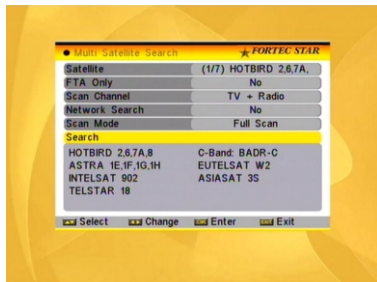 Multi Satellite Search FORTEC STAR
Satellite (1/7) HOTBIRD 2,6,7A,
FTA Only No
Scan Channel TV + Radio
Network Search No
Scan Mode Full Scan
Search
HOTBIRD 2,6,7A,8 C-Band: BADR-C
ASTRA 1E,1F,1G,1H EUTELSAT W2
INTELSAT 902 ASIASAT 3S
TELSTAR 18
Select Change Enter Exit